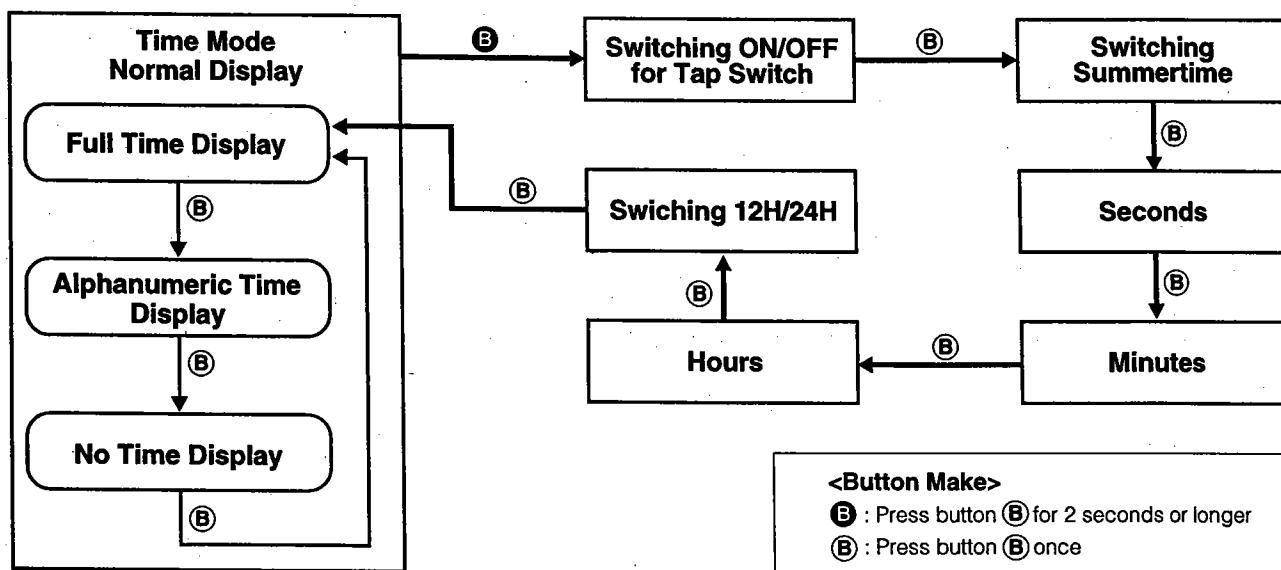 Time Mode
Normal Display
B
Switching ON/OFF
for Tap Switch
B
Switching
Summertime
B
Full Time Display
B
Swiching 12H/24H
B
Seconds
B
Alphanumeric Time
Display
B
B
Hours
B
Minutes
No Time Display
B
<Button Make>
B : Press button B for 2 seconds or longer
B : Press button B once